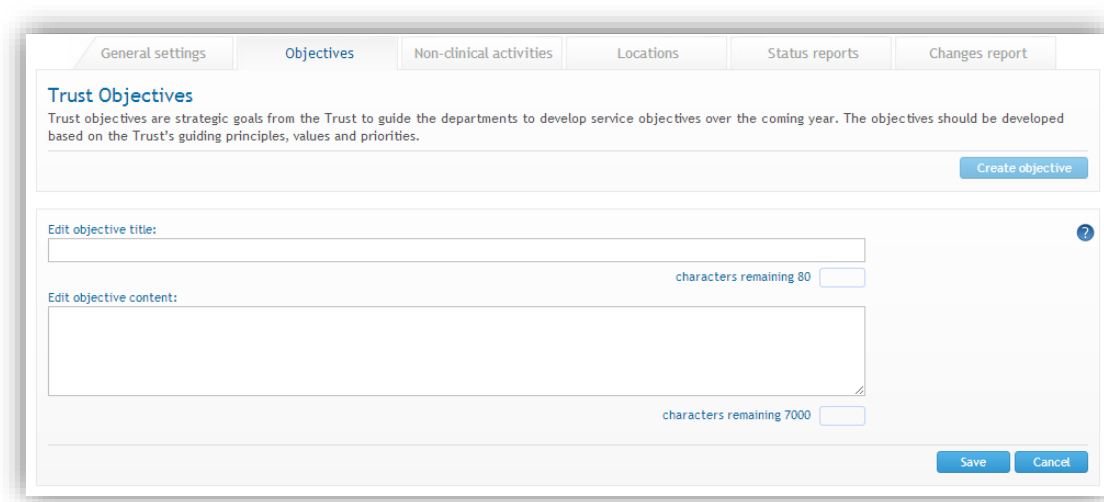 General settings
Objectives
Non-clinical activities
Locations
Status reports
Changes report
Trust Objectives
Trust objectives are strategic goals from the Trust to guide the departments to develop service objectives over the coming year. The objectives should be developed
based on the Trust's guiding principles, values and priorities.
Create objective
Edit objective title:
?
characters remaining 80
Edit objective content:
characters remaining 7000
Save
Cancel